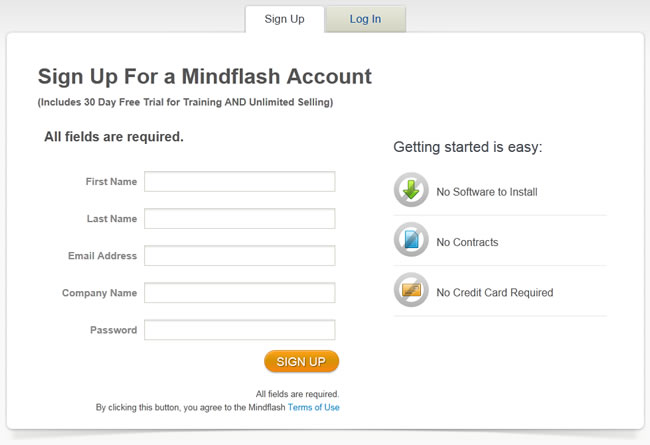 Sign Up
Log In
Sign Up For a Mindflash Account
(Includes 30 Day Free Trial for Training AND Unlimited Selling)
All fields are required.
First Name
Last Name
Email Address
Company Name
Password
SIGN UP
All fields are required.
By clicking this button, you agree to the Mindflash Terms of Use
Getting started is easy:
No Software to Install
No Contracts
No Credit Card Required